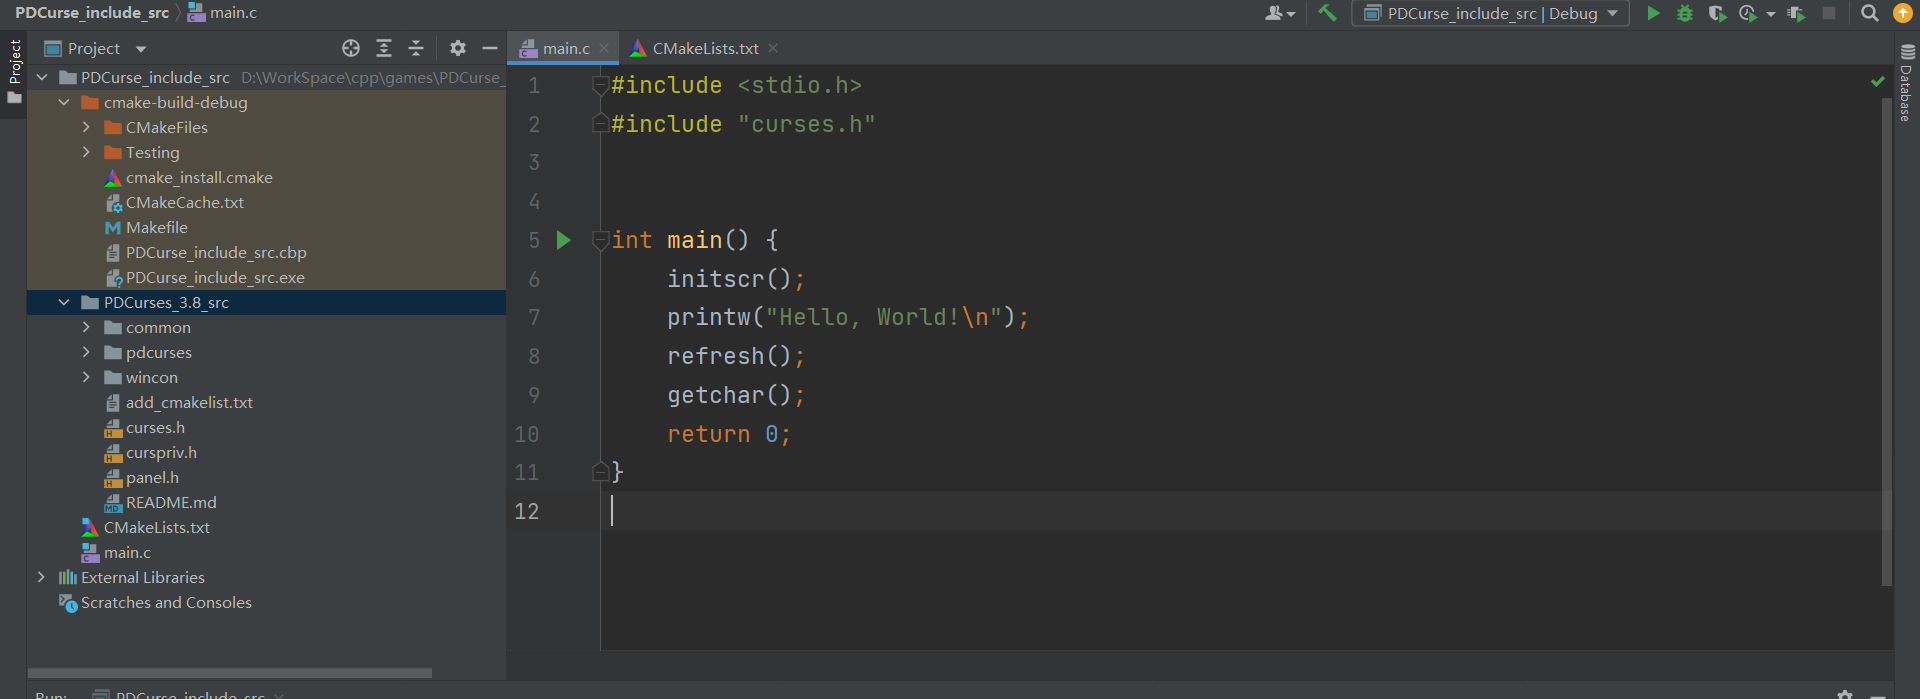 PDCurse_include_src main.c
PDCurse_include_src | Debug
Project
Project
main.c
CMakeLists.txt
Database
PDCurse_include_src D:\WorkSpace\cpp\games\PDCurse_
cmake-build-debug
CMakeFiles
Testing
cmake_install.cmake
CMakeCache.txt
Makefile
PDCurse_include_src.cbp
PDCurse_include_src.exe
PDCurses_3.8_src
common
pdcurses
wincon
add_cmakelist.txt
curses.h
curspriv.h
panel.h
README.md
CMakeLists.txt
main.c
External Libraries
Scratches and Consoles
1 #include <stdio.h>
2 #include "curses.h"
3
4
5 int main() {
6 initscr();
7 printw("Hello, World!\n");
8 refresh();
9 getchar();
10 return 0;
11 }
12
Run: PDCurse_include_src